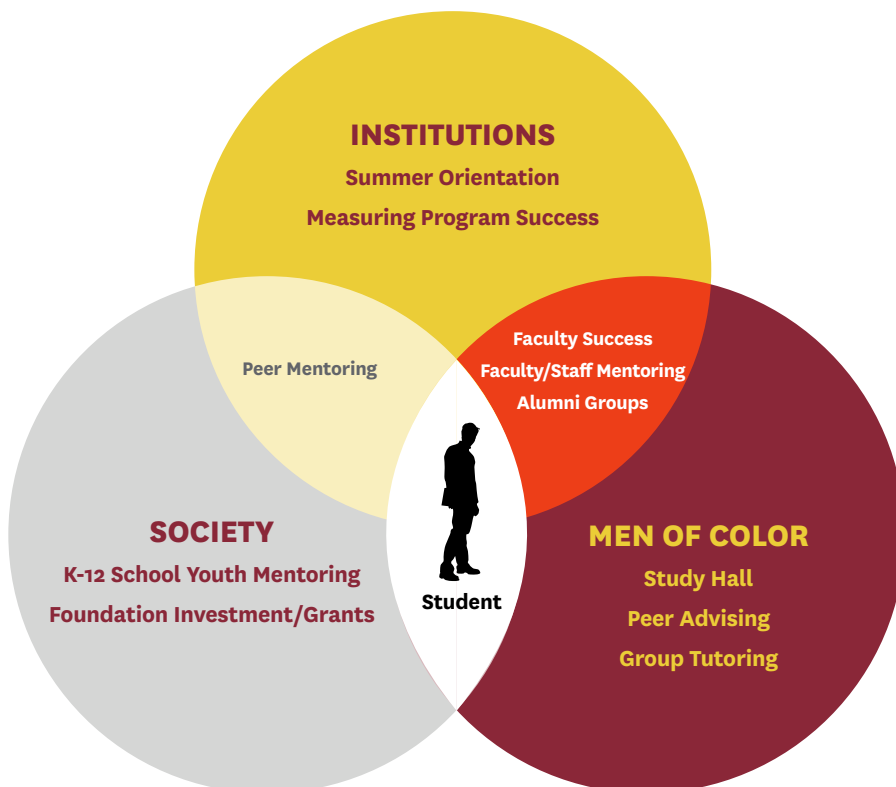 INSTITUTIONS
Summer Orientation
Measuring Program Success
Peer Mentoring
Faculty Success
Faculty/Staff Mentoring
Alumni Groups
Student
SOCIETY
K-12 School Youth Mentoring
Foundation Investment/Grants
MEN OF COLOR
Study Hall
Peer Advising
Group Tutoring